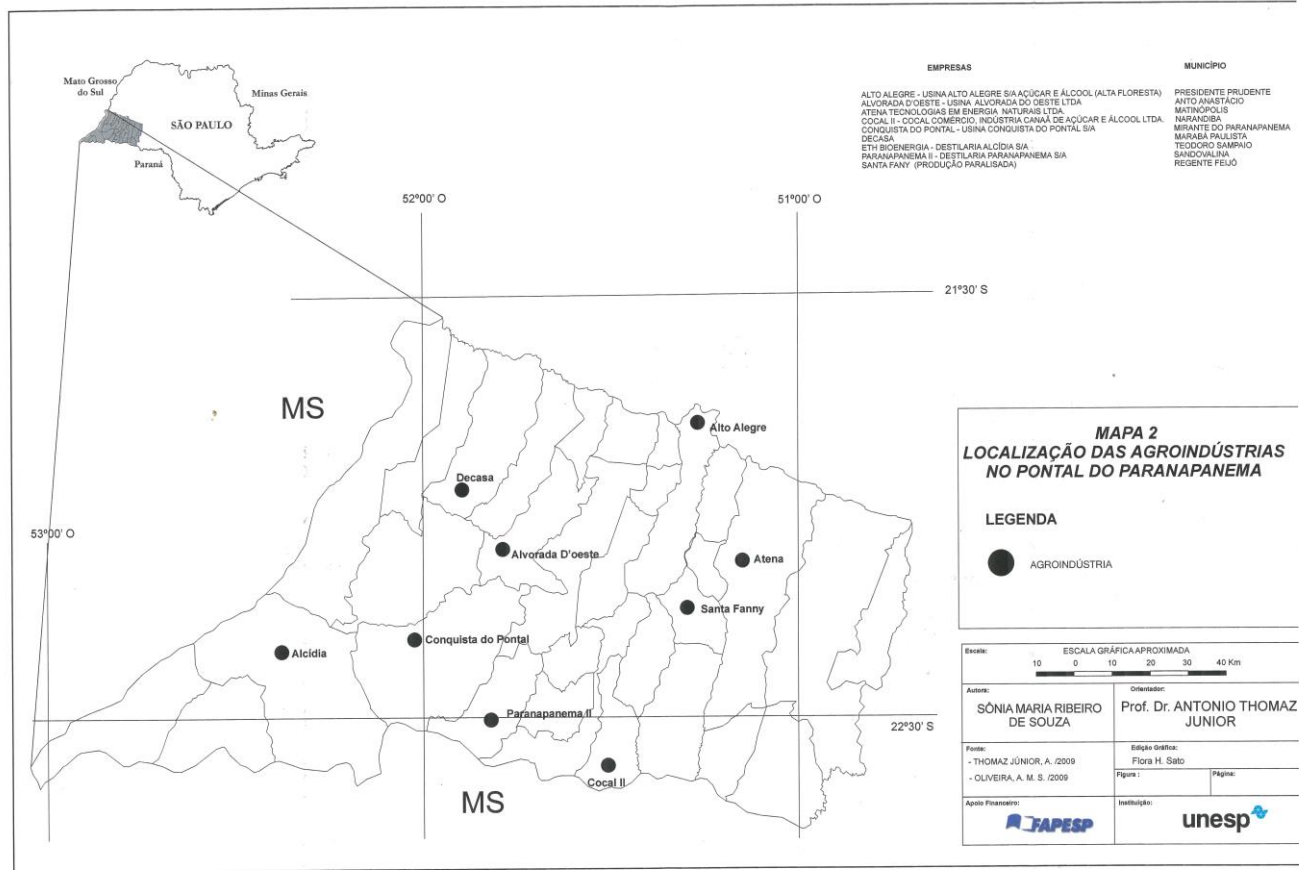 Mato Grosso
do Sul
Minas Gerais
SÃO PAULO
Paraná
EMPRESAS
MUNICÍPIO
ALTO ALEGRE - USINA ALTO ALEGRE S/A AÇÚCAR E ÁLCOOL (ALTA FLORESTA) PRESIDENTE PRUDENTE
ALVORADA D'OESTE - USINA ALVORADA DO OESTE LTDA ANTO ANASTÁCIO
ATENA TECNOLOGIAS EM ENERGIA NATURAIS LTDA. MATINÓPOLIS
COCAL II - COCAL COMÉRCIO, INDÚSTRIA CANAÃ DE AÇÚCAR E ÁLCOOL LTDA. NARANDIBA
CONQUISTA DO PONTAL - USINA CONQUISTA DO PONTAL S/A MIRANTE DO PARANAPANEMA
DECASA MARABÁ PAULISTA
ETH BIOENERGIA - DESTILARIA ALCÍDIA S/A TEODORO SAMPAIO
PARANAPANEMA II - DESTILARIA PARANAPANEMA S/A SANDOVALINA
SANTA FANY (PRODUÇÃO PARALISADA) REGENTE FEIJÓ
52º00' O
51º00' O
21º30' S
MS
Alto Alegre
Decasa
53º00' O
Alvorada D'oeste
Atena
Santa Fanny
Conquista do Pontal
Alcídia
Paranapanema II
22º30' S
Cocal II
MS
MAPA 2
LOCALIZAÇÃO DAS AGROINDÚSTRIAS
NO PONTAL DO PARANAPANEMA
LEGENDA
AGROINDÚSTRIA
Escala:
ESCALA GRÁFICA APROXIMADA
10 0 10 20 30 40 Km
Autora:
SÔNIA MARIA RIBEIRO
DE SOUZA
Orientador:
Prof. Dr. ANTONIO THOMAZ
JUNIOR
Fonte:
- THOMAZ JÚNIOR, A. /2009
- OLIVEIRA, A. M. S. /2009
Edição Gráfica:
Flora H. Sato
Figura :
Página:
Apoio Financeiro:
FAPESP
Instituição:
unesp